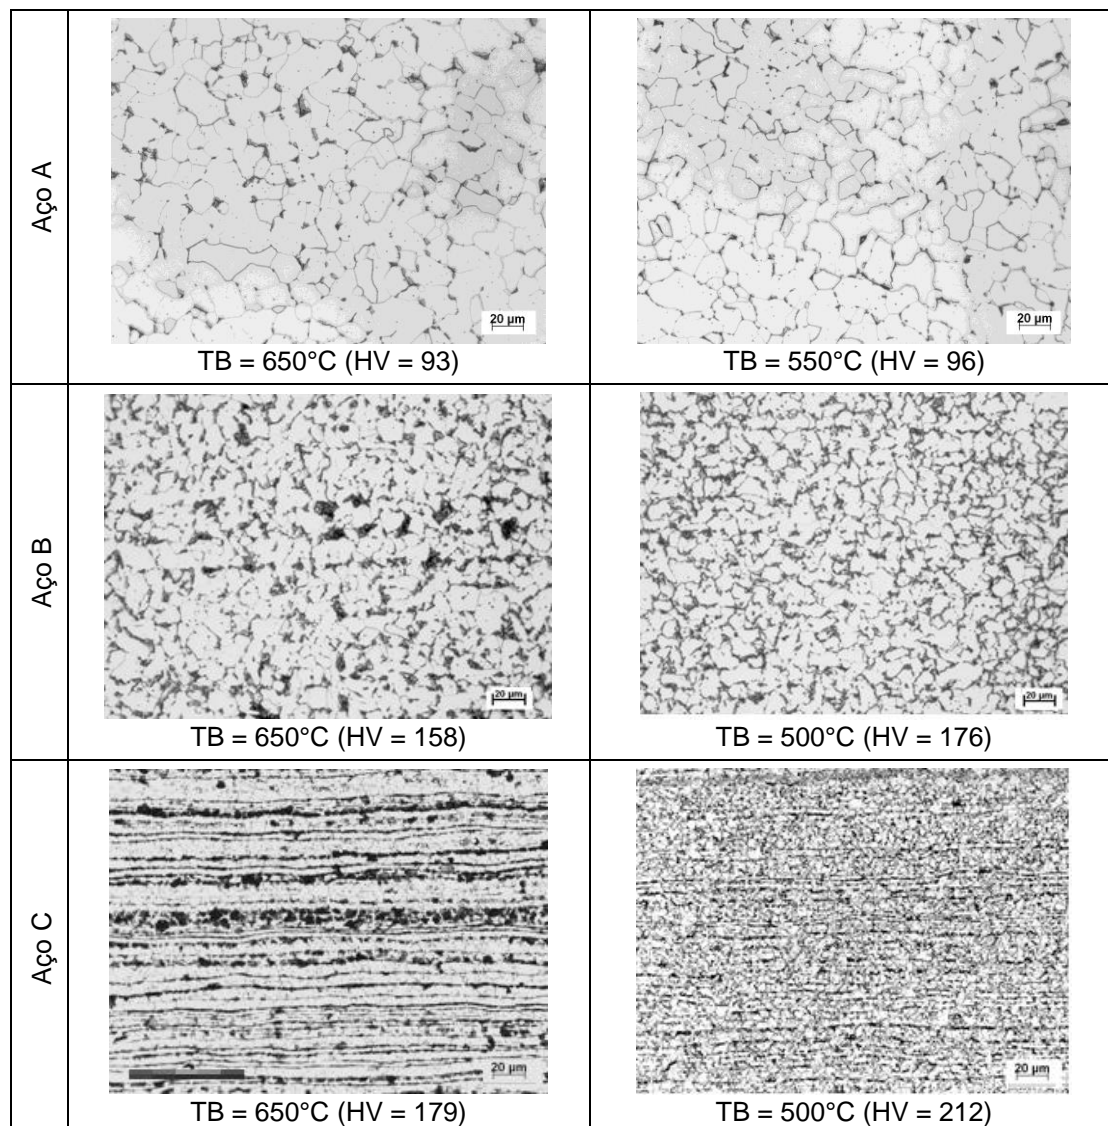 Aço A
20 µm
20 µm
TB = 650°C (HV = 93)
TB = 550°C (HV = 96)
Aço B
20 µm
20 µm
TB = 650°C (HV = 158)
TB = 500°C (HV = 176)
Aço C
20 µm
20 µm
TB = 650°C (HV = 179)
TB = 500°C (HV = 212)